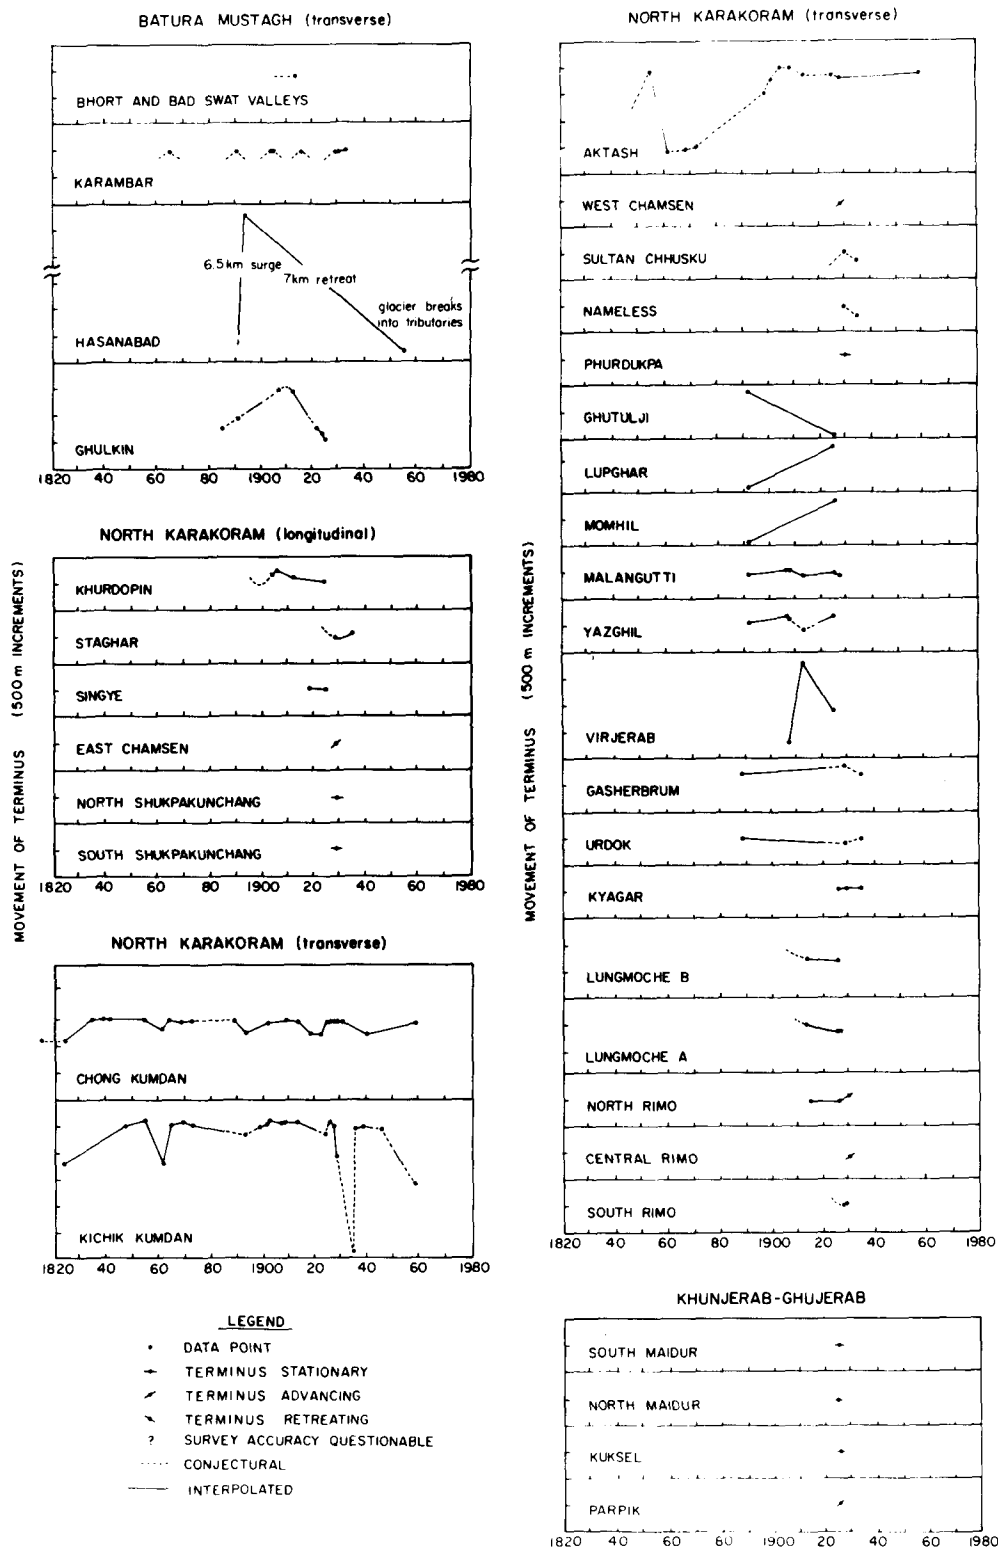 BATURA MUSTAGH (transverse)
BHORT AND BAD SWAT VALLEYS
KARAMBAR
6.5km surge
7km retreat
glacier breaks
into tributaries
HASANABAD
GHULKIN
1820 40 60 80 1900 20 40 60 1980
NORTH KARAKORAM (longitudinal)
KHURDOPIN
STAGHAR
SINGYE
EAST CHAMSEN
NORTH SHUKPAKUNCHANG
SOUTH SHUKPAKUNCHANG
1820 40 60 80 1900 20 40 60 1980
MOVEMENT OF TERMINUS (500 m INCREMENTS)
NORTH KARAKORAM (transverse)
CHONG KUMDAN
KICHIK KUMDAN
1820 40 60 80 1900 20 40 60 1980
LEGEND
DATA POINT
TERMINUS STATIONARY
TERMINUS ADVANCING
TERMINUS RETREATING
? SURVEY ACCURACY QUESTIONABLE
CONJECTURAL
INTERPOLATED
NORTH KARAKORAM (transverse)
AKTASH
WEST CHAMSEN
SULTAN CHHUSKU
NAMELESS
PHURDUKPA
GHUTULJI
LUPGHAR
MOMHIL
MALANGUTTI
YAZGHIL
VIRJERAB
GASHERBRUM
URDOK
KYAGAR
LUNGMOCHE B
LUNGMOCHE A
NORTH RIMO
CENTRAL RIMO
SOUTH RIMO
1820 40 60 80 1900 20 40 60 1980
MOVEMENT OF TERMINUS (500 m INCREMENTS)
KHUNJERAB-GHUJERAB
SOUTH MAIDUR
NORTH MAIDUR
KUKSEL
PARPIK
1820 40 60 80 1900 20 40 60 1980